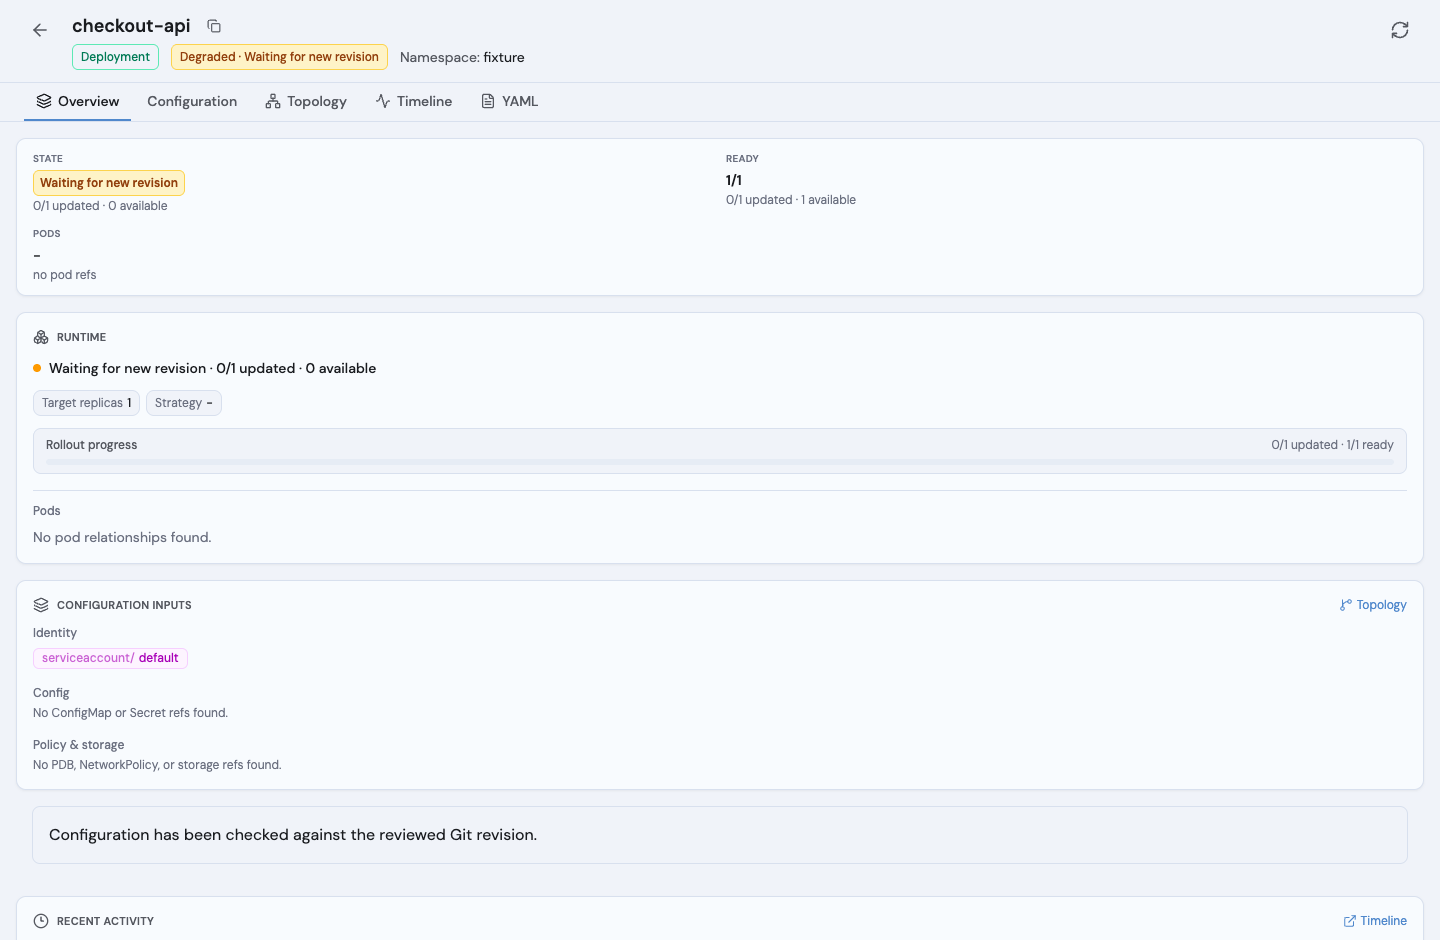 checkout-api
Deployment
Degraded · Waiting for new revision
Namespace: fixture
Overview
Configuration
Topology
Timeline
YAML
STATE
Waiting for new revision
0/1 updated · 0 available
READY
1/1
0/1 updated · 1 available
PODS
-
no pod refs
RUNTIME
Waiting for new revision · 0/1 updated · 0 available
Target replicas 1
Strategy -
Rollout progress
0/1 updated · 1/1 ready
Pods
No pod relationships found.
CONFIGURATION INPUTS
Topology
Identity
serviceaccount/ default
Config
No ConfigMap or Secret refs found.
Policy & storage
No PDB, NetworkPolicy, or storage refs found.
Configuration has been checked against the reviewed Git revision.
RECENT ACTIVITY
Timeline